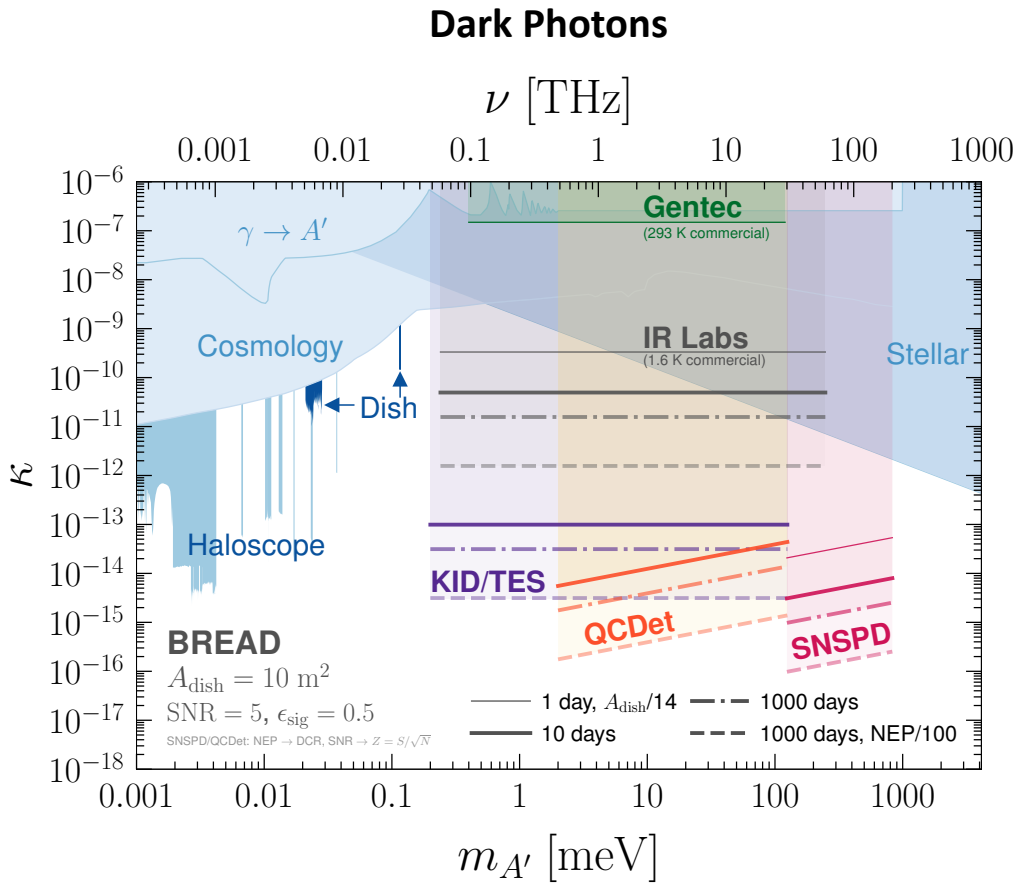 Dark Photons
ν [THz]
0.001 0.01 0.1 1 10 100 1000
10⁻⁶
10⁻⁷
10⁻⁸
10⁻⁹
10⁻¹⁰
10⁻¹¹
10⁻¹²
10⁻¹³
10⁻¹⁴
10⁻¹⁵
10⁻¹⁶
10⁻¹⁷
10⁻¹⁸
κ
γ → A′
Gentec
(293 K commercial)
Cosmology
IR Labs
(1.6 K commercial)
Stellar
Dish
Haloscope
KID/TES
QCDet
SNSPD
BREAD
A_dish = 10 m²
SNR = 5, ϵ_sig = 0.5
SNSPD/QCDet: NEP → DCR, SNR → Z = S/√N
1 day, A_dish/14
10 days
1000 days
1000 days, NEP/100
0.001 0.01 0.1 1 10 100 1000
m_A′ [meV]